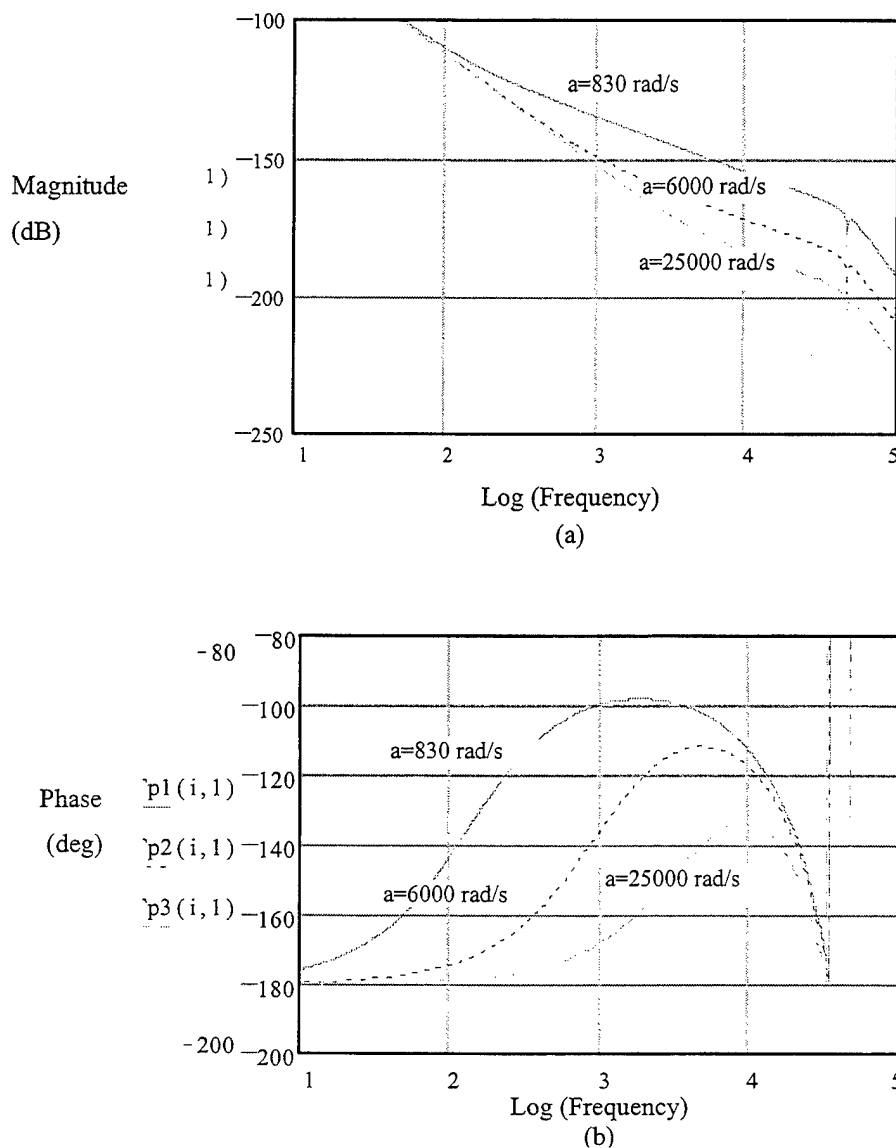 −100
a=830 rad/s
−150
Magnitude 1)
a=6000 rad/s
(dB) 1)
a=25000 rad/s
1)
−200
−250
1 2 3 4 5
Log (Frequency)
(a)
-80 −80
−100
a=830 rad/s
−120
Phase `p1(i,1)
(deg) `p2(i,1) −140
a=25000 rad/s
a=6000 rad/s
`p3(i,1) −160
−180
-200 −200
1 2 3 4 5
Log (Frequency)
(b)